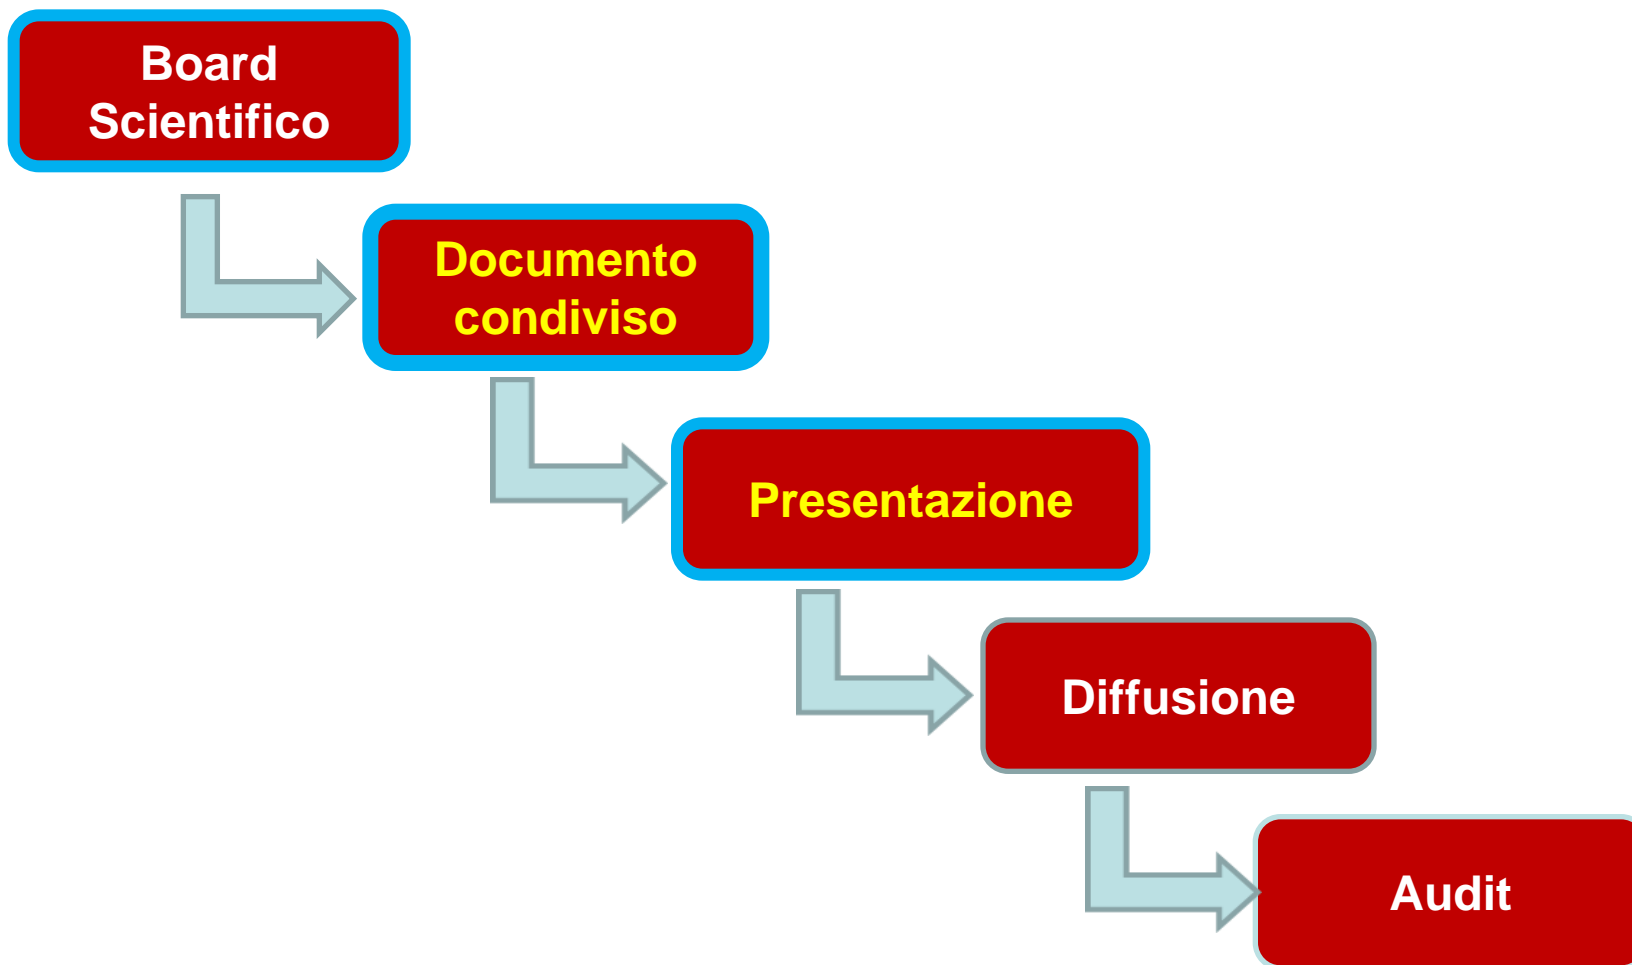 Board
Scientifico
Documento
condiviso
Presentazione
Diffusione
Audit